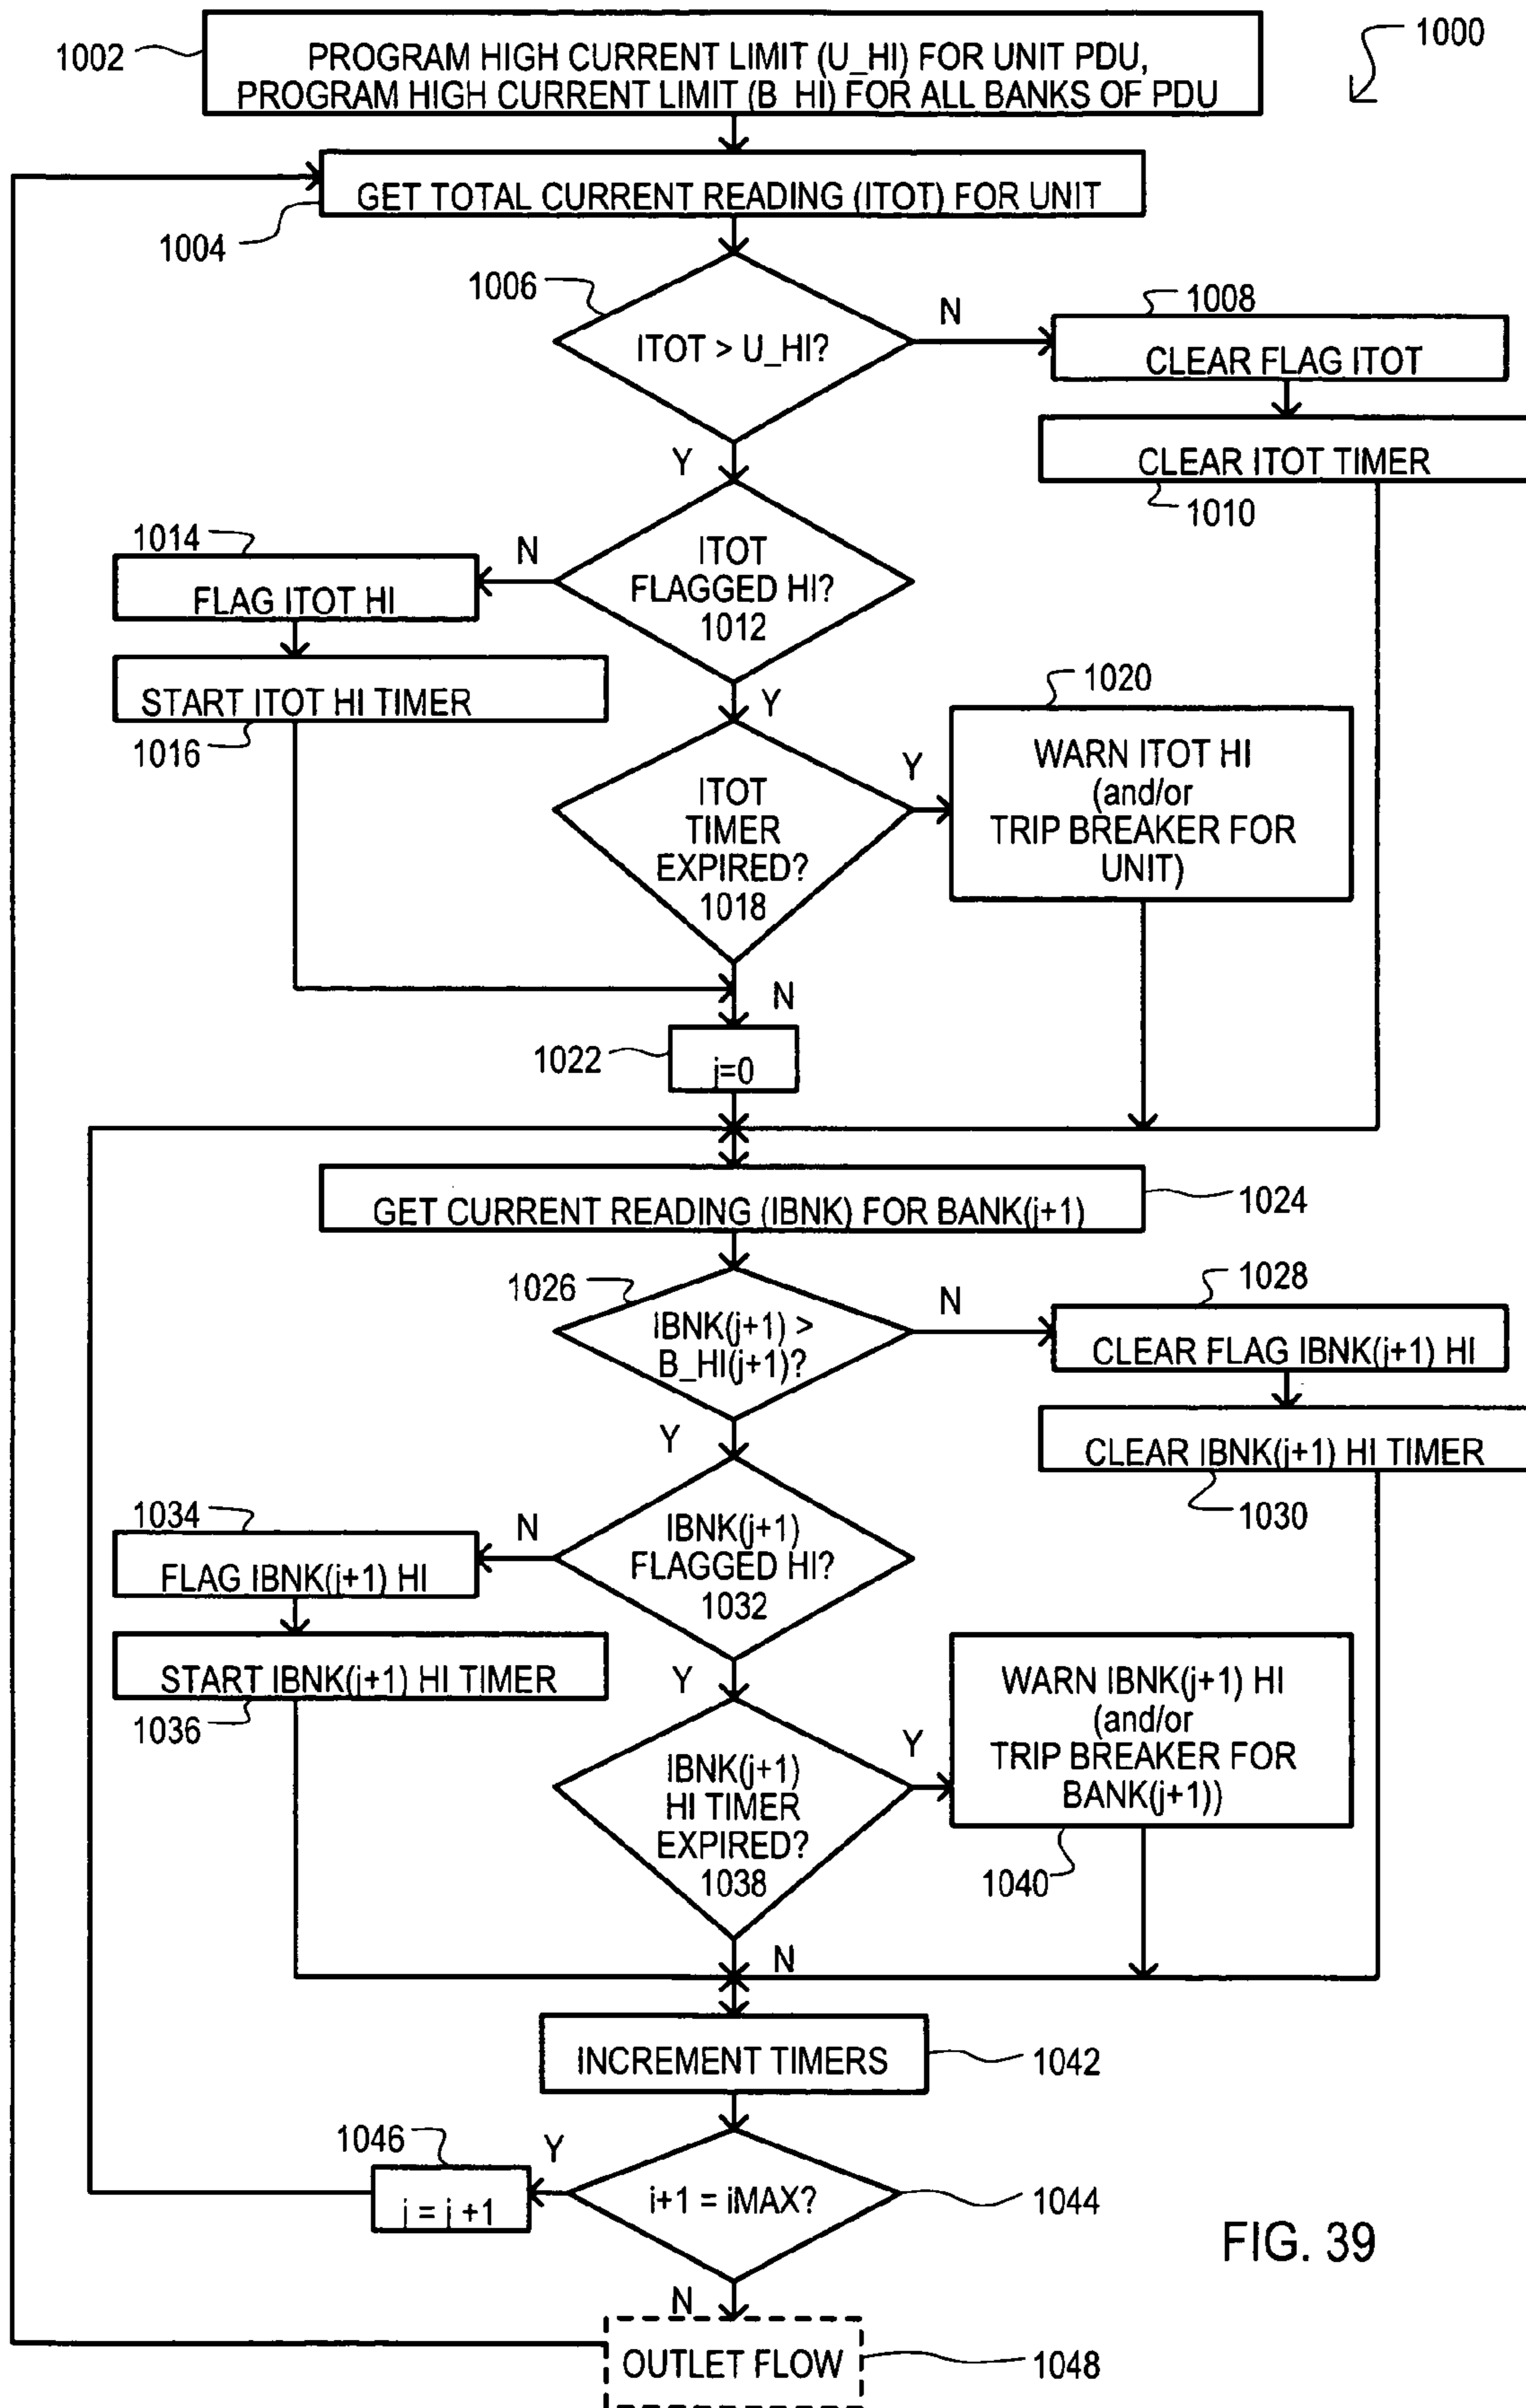 1000
1002
PROGRAM HIGH CURRENT LIMIT (U_HI) FOR UNIT PDU,
PROGRAM HIGH CURRENT LIMIT (B_HI) FOR ALL BANKS OF PDU
GET TOTAL CURRENT READING (ITOT) FOR UNIT
1004
1006
ITOT > U_HI?
N
1008
CLEAR FLAG ITOT
CLEAR ITOT TIMER
1010
Y
ITOT
FLAGGED HI?
1012
N
1014
FLAG ITOT HI
START ITOT HI TIMER
1016
Y
ITOT
TIMER
EXPIRED?
1018
Y
1020
WARN ITOT HI
(and/or
TRIP BREAKER FOR
UNIT)
N
1022
j=0
GET CURRENT READING (IBNK) FOR BANK(j+1)
1024
1026
IBNK(j+1) >
B_HI(j+1)?
N
1028
CLEAR FLAG IBNK(j+1) HI
CLEAR IBNK(j+1) HI TIMER
1030
Y
IBNK(j+1)
FLAGGED HI?
1032
N
1034
FLAG IBNK(j+1) HI
START IBNK(j+1) HI TIMER
1036
Y
IBNK(j+1)
HI TIMER
EXPIRED?
1038
Y
WARN IBNK(j+1) HI
(and/or
TRIP BREAKER FOR
BANK(j+1))
1040
N
INCREMENT TIMERS
1042
i+1 = iMAX?
1044
Y
1046
j = j +1
N
OUTLET FLOW
1048
FIG. 39